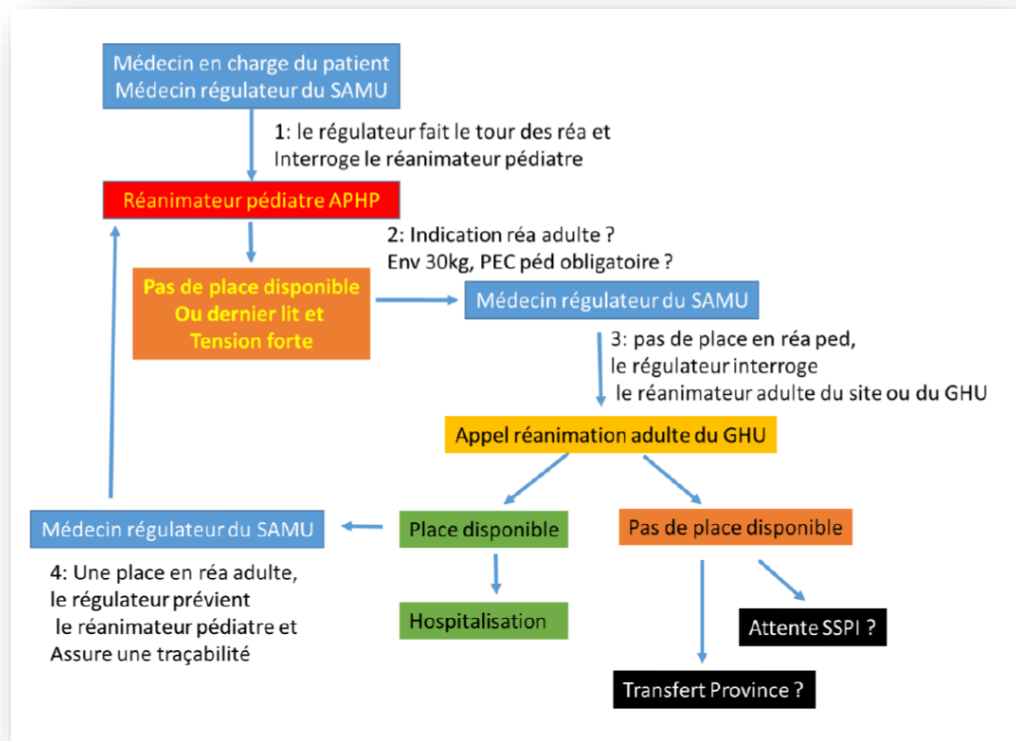 Médecin en charge du patient
Médecin régulateur du SAMU
1: le régulateur fait le tour des réa et
Interroge le réanimateur pédiatre
Réanimateur pédiatre APHP
2: Indication réa adulte ?
Env 30kg, PEC péd obligatoire ?
Pas de place disponible
Ou dernier lit et
Tension forte
Médecin régulateur du SAMU
3: pas de place en réa ped,
le régulateur interroge
le réanimateur adulte du site ou du GHU
Appel réanimation adulte du GHU
Médecin régulateur du SAMU
Place disponible
Pas de place disponible
4: Une place en réa adulte,
le régulateur prévient
le réanimateur pédiatre et
Assure une traçabilité
Hospitalisation
Attente SSPI ?
Transfert Province ?